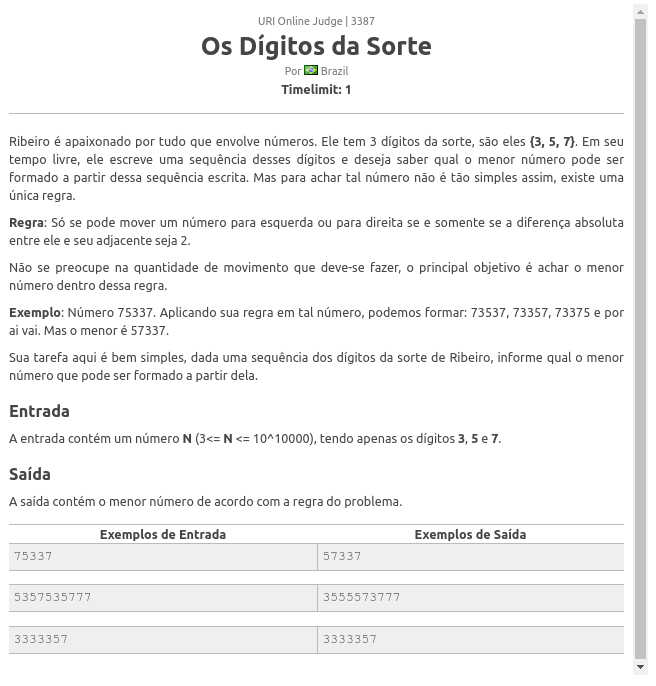 URI Online Judge | 3387
Os Dígitos da Sorte
Por Brazil
Timelimit: 1
Ribeiro é apaixonado por tudo que envolve números. Ele tem 3 dígitos da sorte, são eles {3, 5, 7}. Em seu
tempo livre, ele escreve uma sequência desses dígitos e deseja saber qual o menor número pode ser
formado a partir dessa sequência escrita. Mas para achar tal número não é tão simples assim, existe uma
única regra.
Regra: Só se pode mover um número para esquerda ou para direita se e somente se a diferença absoluta
entre ele e seu adjacente seja 2.
Não se preocupe na quantidade de movimento que deve-se fazer, o principal objetivo é achar o menor
número dentro dessa regra.
Exemplo: Número 75337. Aplicando sua regra em tal número, podemos formar: 73537, 73357, 73375 e por
ai vai. Mas o menor é 57337.
Sua tarefa aqui é bem simples, dada uma sequência dos dígitos da sorte de Ribeiro, informe qual o menor
número que pode ser formado a partir dela.
Entrada
A entrada contém um número N (3<= N <= 10^10000), tendo apenas os dígitos 3, 5 e 7.
Saída
A saída contém o menor número de acordo com a regra do problema.
Exemplos de Entrada Exemplos de Saída
75337 57337
5357535777 3555573777
3333357 3333357